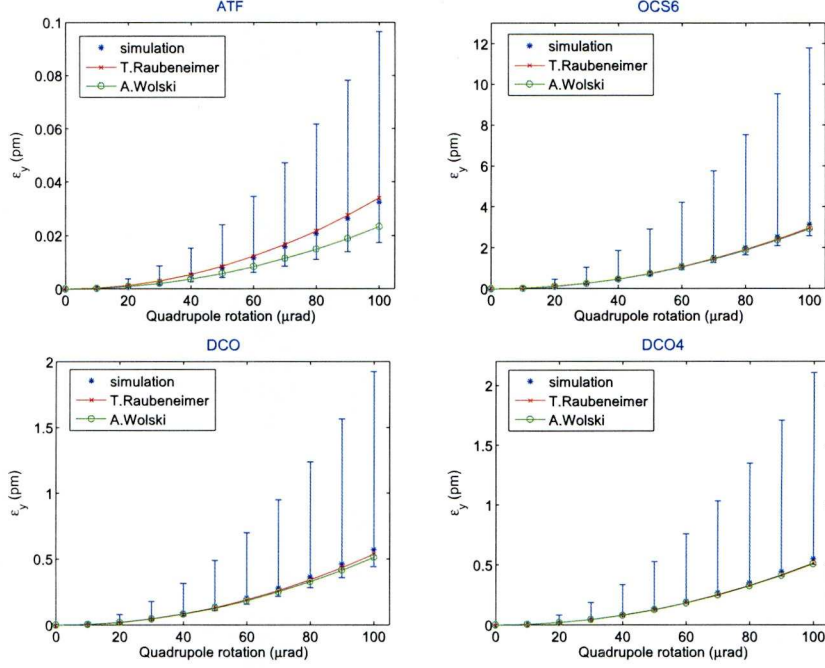 ATF
0.1
0.08
0.06
0.04
0.02
0
εy (pm)
simulation
T.Raubeneimer
A.Wolski
0 20 40 60 80 100
Quadrupole rotation (μrad)
OCS6
12
10
8
6
4
2
0
εy (pm)
simulation
T.Raubeneimer
A.Wolski
0 20 40 60 80 100
Quadrupole rotation (μrad)
DCO
2
1.5
1
0.5
0
εy (pm)
simulation
T.Raubeneimer
A.Wolski
0 20 40 60 80 100
Quadrupole rotation (μrad)
DCO4
2
1.5
1
0.5
0
εy (pm)
simulation
T.Raubeneimer
A.Wolski
0 20 40 60 80 100
Quadrupole rotation (μrad)